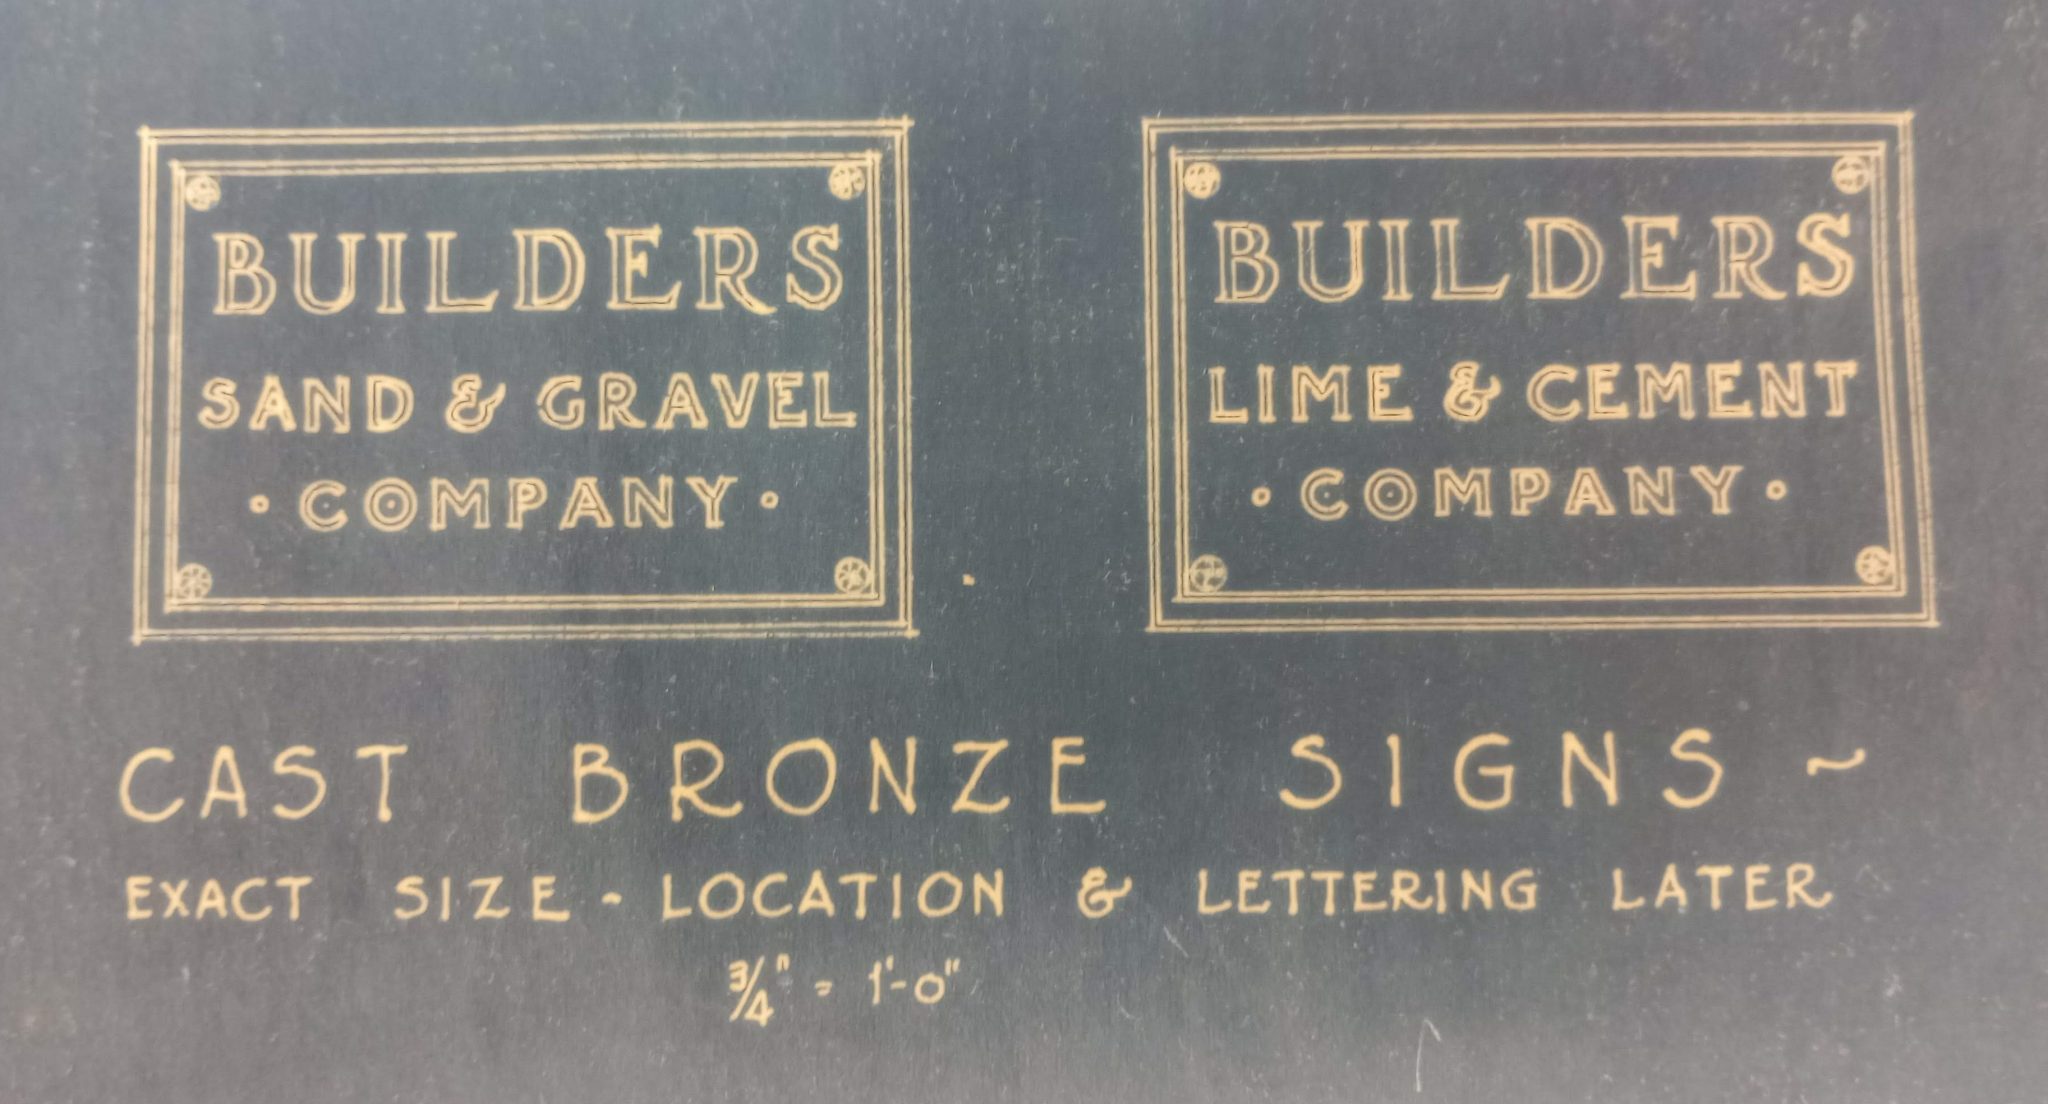 BUILDERS
SAND & GRAVEL
· COMPANY ·
BUILDERS
LIME & CEMENT
· COMPANY ·
CAST BRONZE SIGNS ~
EXACT SIZE - LOCATION & LETTERING LATER
3/4" = 1'-0"